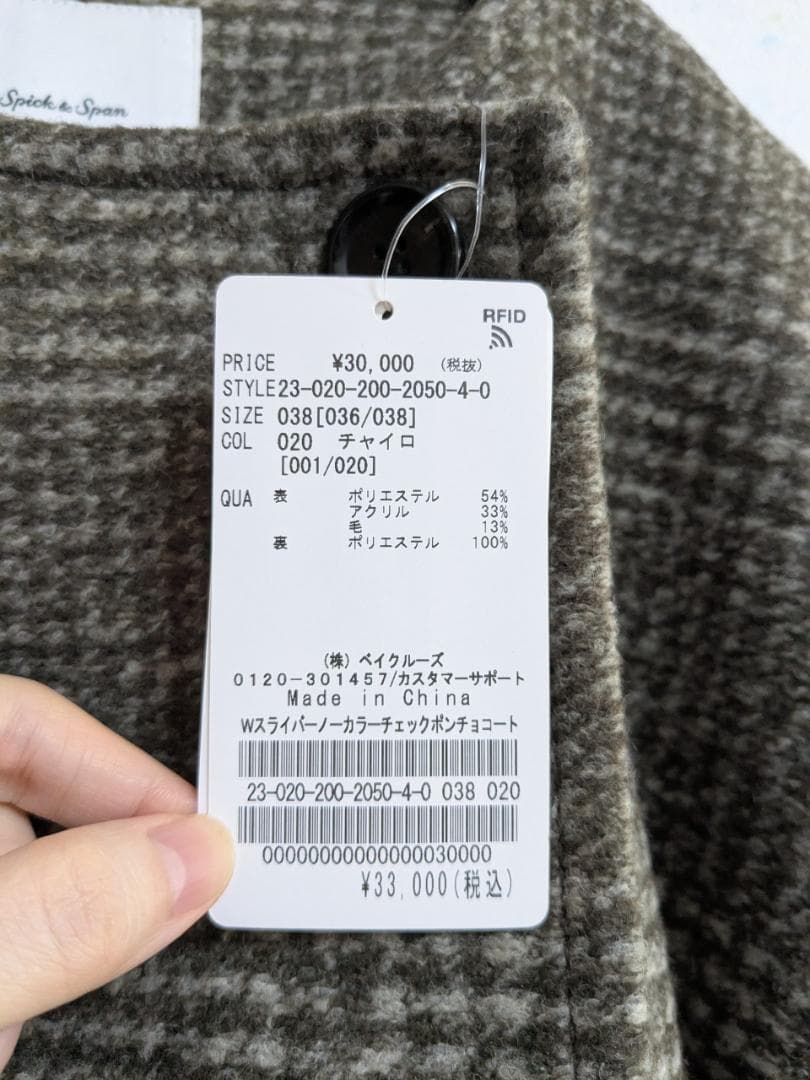 Spick & Span
RFID
PRICE ¥30,000 (税抜)
STYLE23-020-200-2050-4-0
SIZE 038[036/038]
COL 020 チャイロ
[001/020]
QUA 表 ポリエステル 54%
アクリル 33%
毛 13%
裏 ポリエステル 100%
(株) ベイクルーズ
0120-301457/カスタマーサポート
Made in China
Wスライバーノーカラーチェックポンチョコート
23-020-200-2050-4-0 038 020
00000000000000030000
¥33,000(税込)